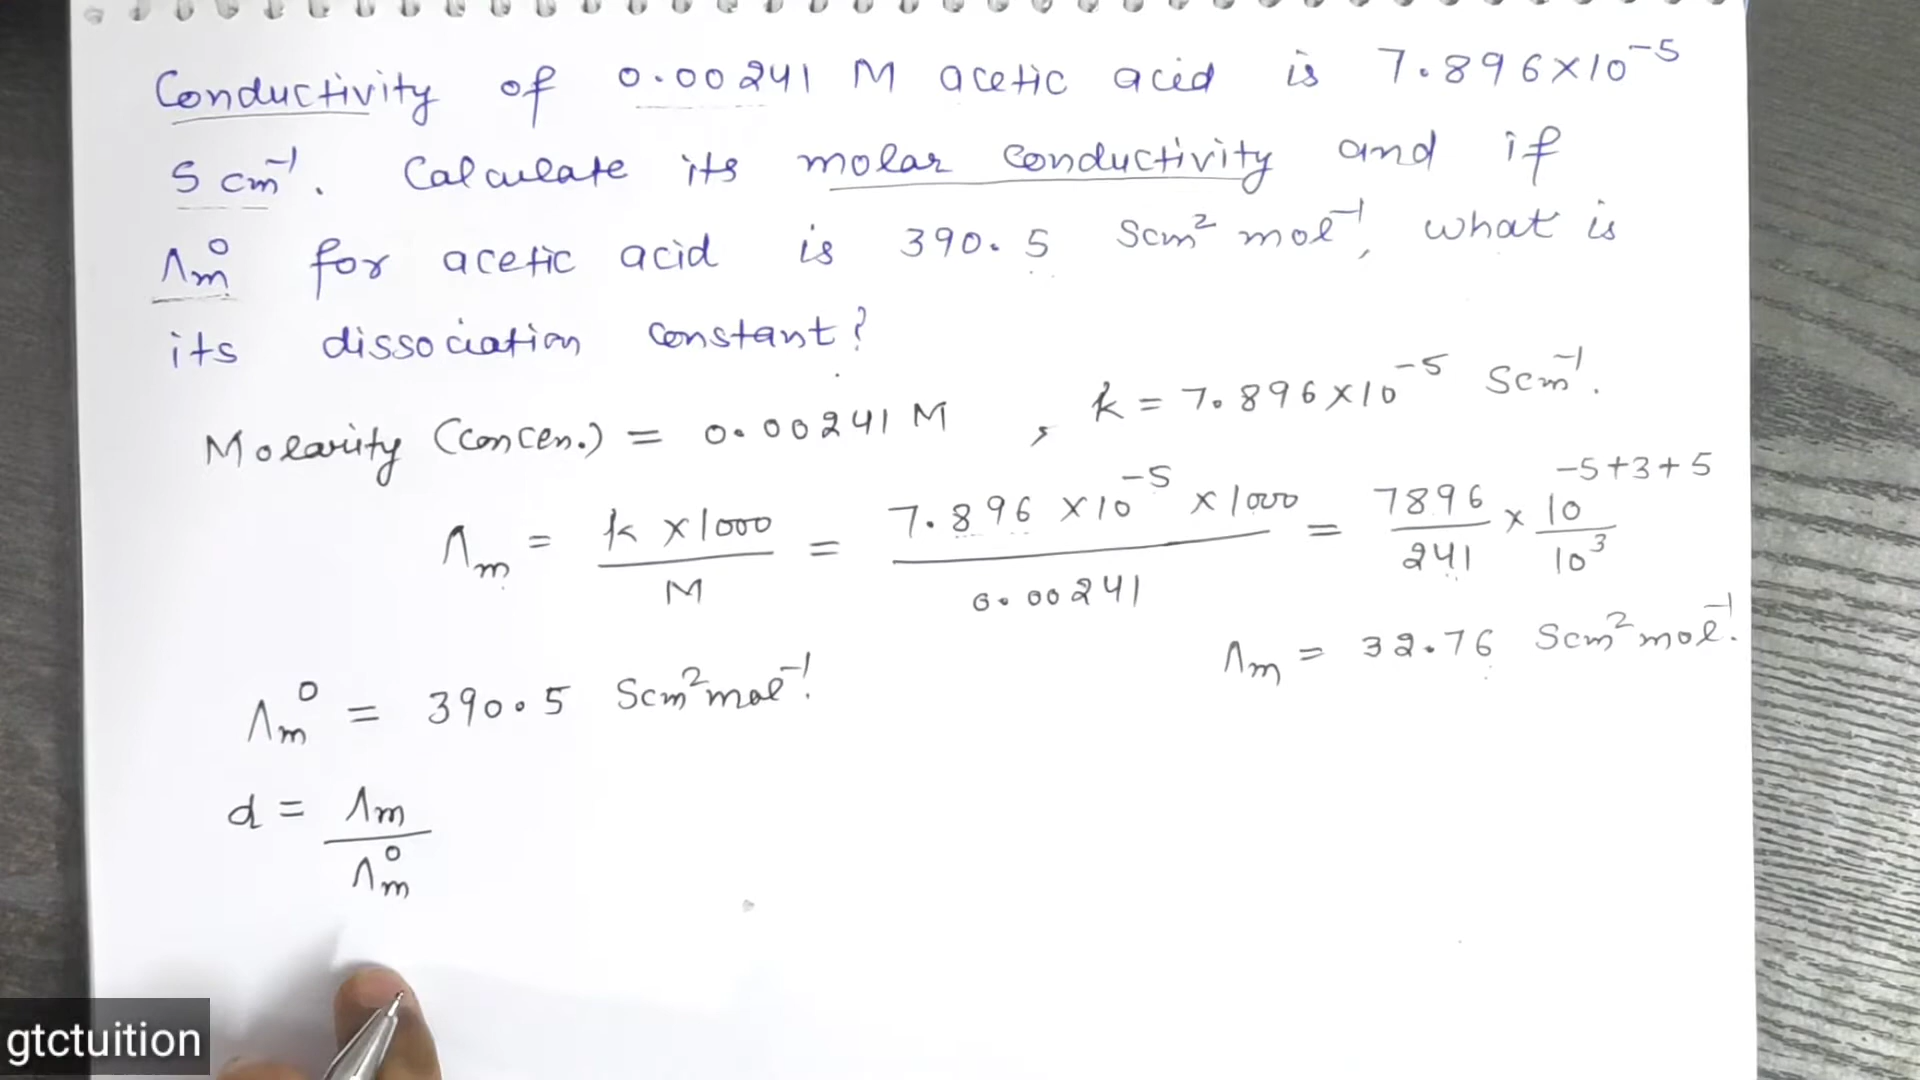 Conductivity of 0.00241 M acetic acid is 7.896×10⁻⁵
S cm⁻¹. Calculate its molar conductivity and if
Λm⁰ for acetic acid is 390.5 Scm² mol⁻¹, what is
its dissociation constant?
Molarity (concen.) = 0.00241 M , k = 7.896×10⁻⁵ Scm⁻¹.
Λm = k×1000/M = 7.896×10⁻⁵×1000/0.00241 = 7896/241 × 10⁻⁵⁺³⁺⁵/10³
Λm = 32.76 Scm² mol⁻¹.
Λm⁰ = 390.5 Scm² mol⁻¹.
d = Λm/Λm⁰
gtctuition